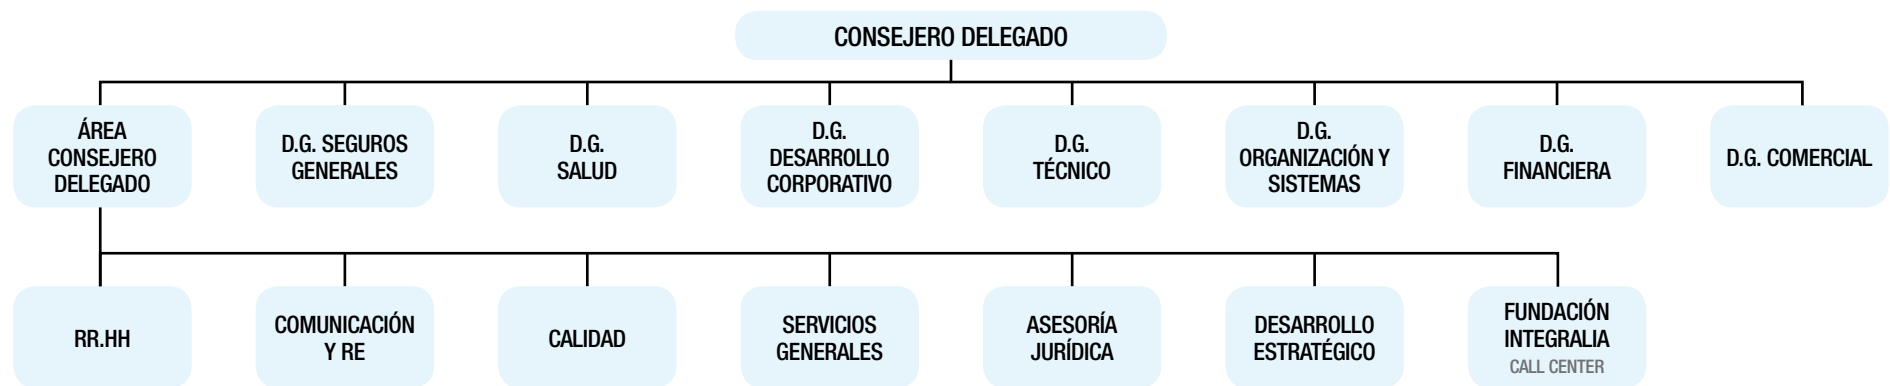 CONSEJERO DELEGADO
ÁREA
CONSEJERO
DELEGADO
D.G. SEGUROS
GENERALES
D.G.
SALUD
D.G.
DESARROLLO
CORPORATIVO
D.G.
TÉCNICO
D.G.
ORGANIZACIÓN Y
SISTEMAS
D.G.
FINANCIERA
D.G. COMERCIAL
RR.HH
COMUNICACIÓN
Y RE
CALIDAD
SERVICIOS
GENERALES
ASESORÍA
JURÍDICA
DESARROLLO
ESTRATÉGICO
FUNDACIÓN
INTEGRALIA
CALL CENTER